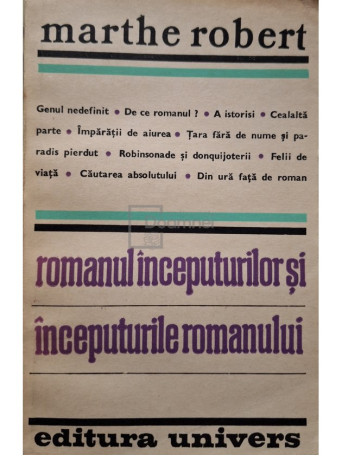 marthe robert
Genul nedefinit • De ce romanul ? • A istorisi • Cealaltă
parte • Împărății de aiurea • Țara fără de nume și pa-
radis pierdut • Robinsonade și donquijoterii • Felii de
viață • Căutarea absolutului • Din ură față de roman
romanul începuturilor și
începuturile romanului
editura univers